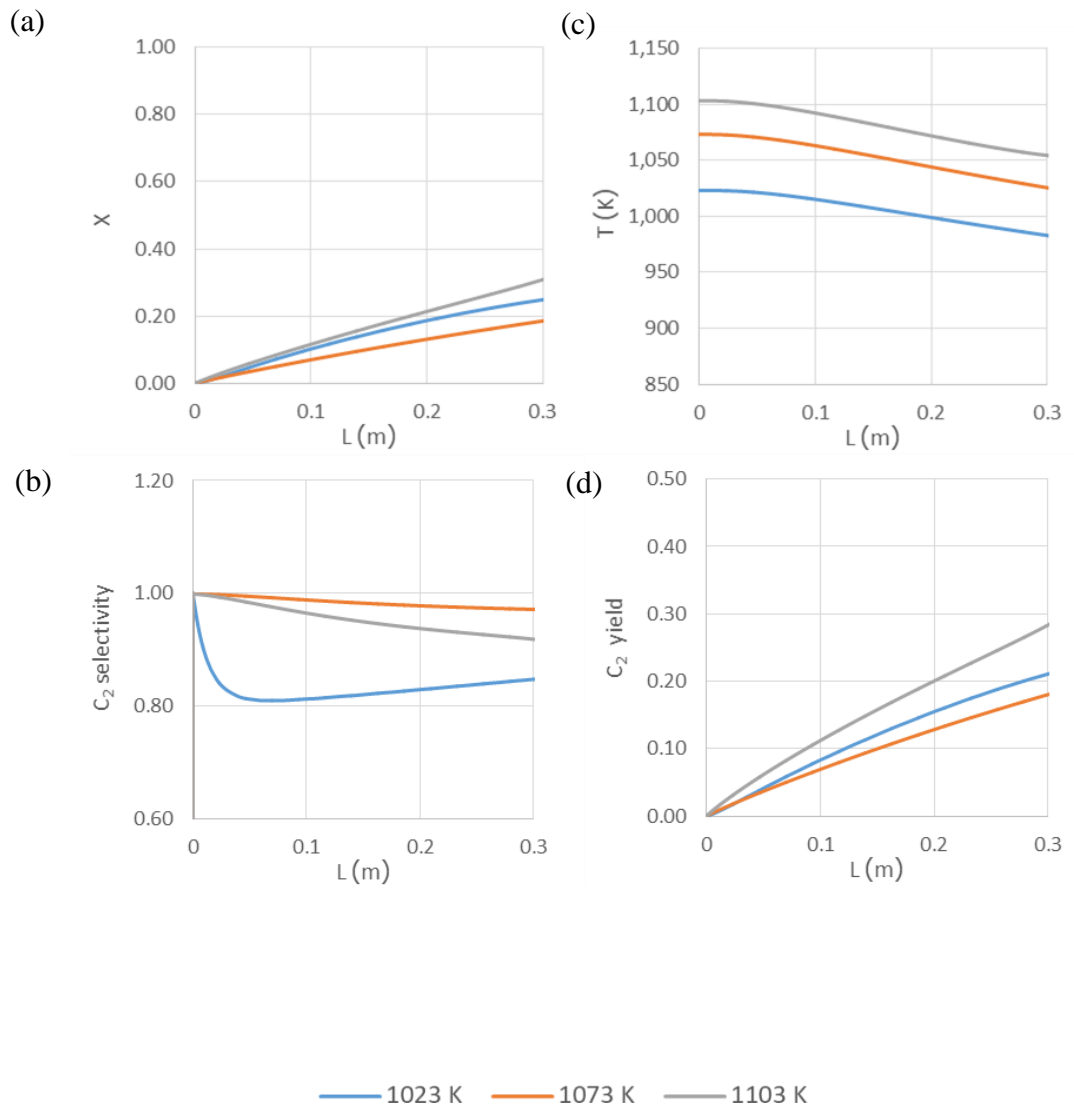 (a)
1.00
0.80
0.60
0.40
0.20
0.00
X
0 0.1 0.2 0.3
L (m)
(c)
1,150
1,100
1,050
1,000
950
900
850
T (K)
0 0.1 0.2 0.3
L (m)
(b)
1.20
1.00
0.80
0.60
C₂ selectivity
0 0.1 0.2 0.3
L (m)
(d)
0.50
0.40
0.30
0.20
0.10
0.00
C₂ yield
0 0.1 0.2 0.3
L (m)
1023 K 1073 K 1103 K